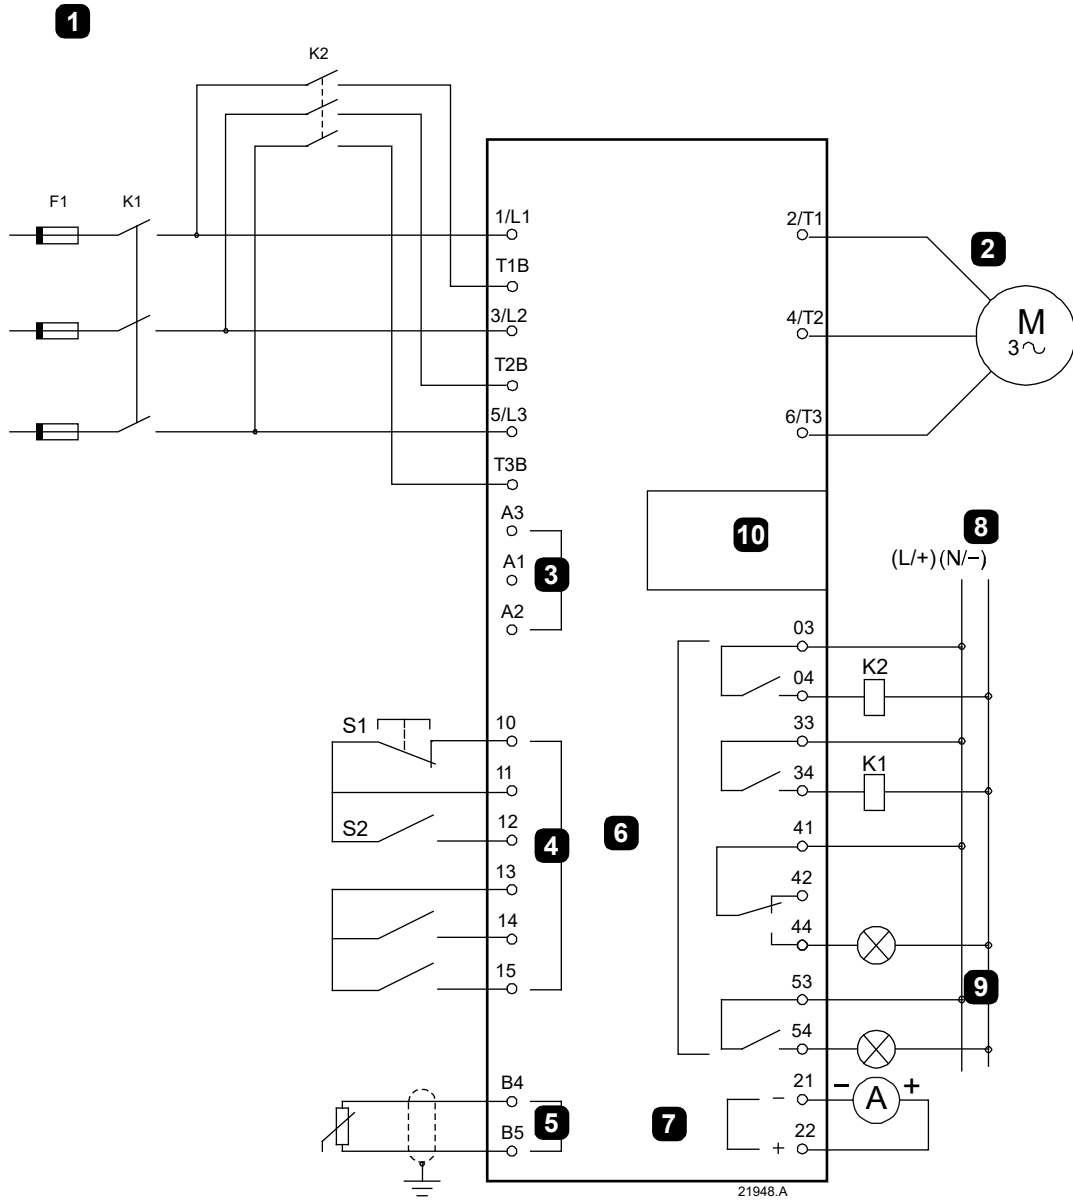 1
K2
F1 K1
1/L1 2/T1
2
T1B
M
3/L2 4/T2
3
T2B
5/L3 6/T3
T3B
A3
10 8
(L/+) (N/−)
A1
3
A2
03
K2
04
S1 10 33
11 K1
34
S2 12 41
4 6
13 42
14 44
15 53
9
54
B4 21 − A +
−
5 7
B5 22
+
21948.A